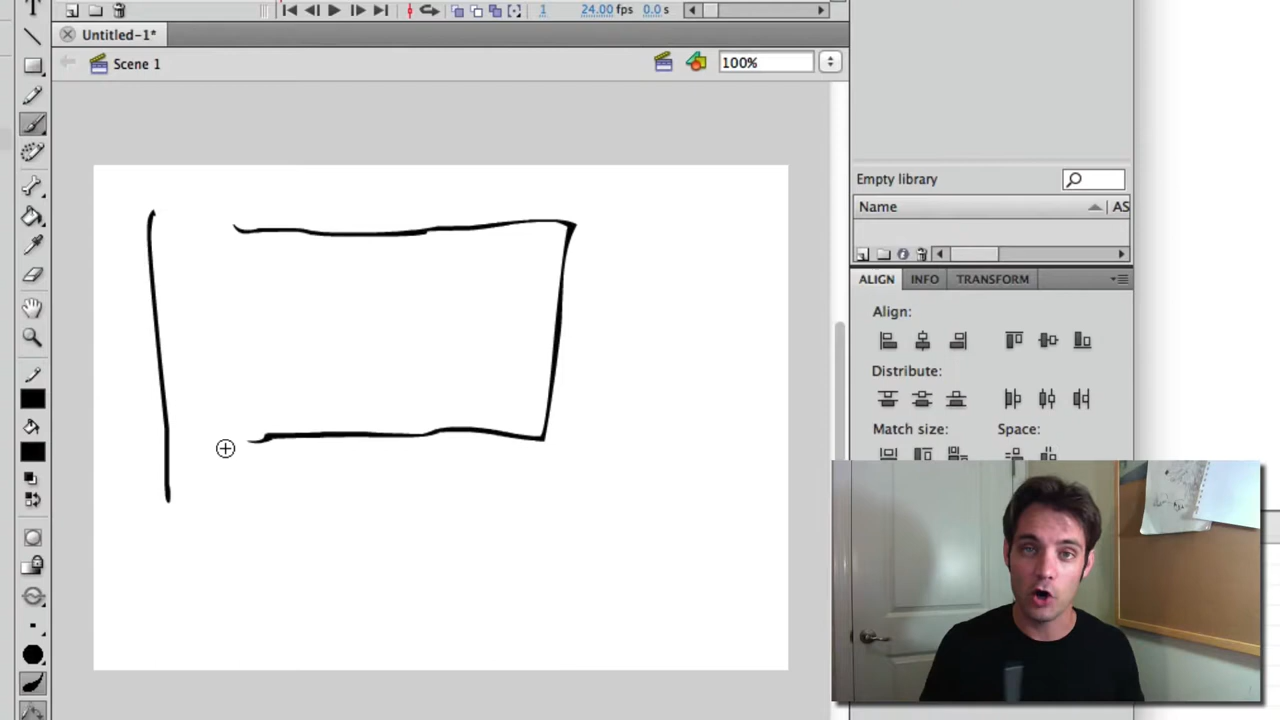 1 24.00 fps 0.0 s
Untitled-1*
Scene 1
100%
Empty library
Name AS
ALIGN INFO TRANSFORM
Align:
Distribute:
Match size: Space: